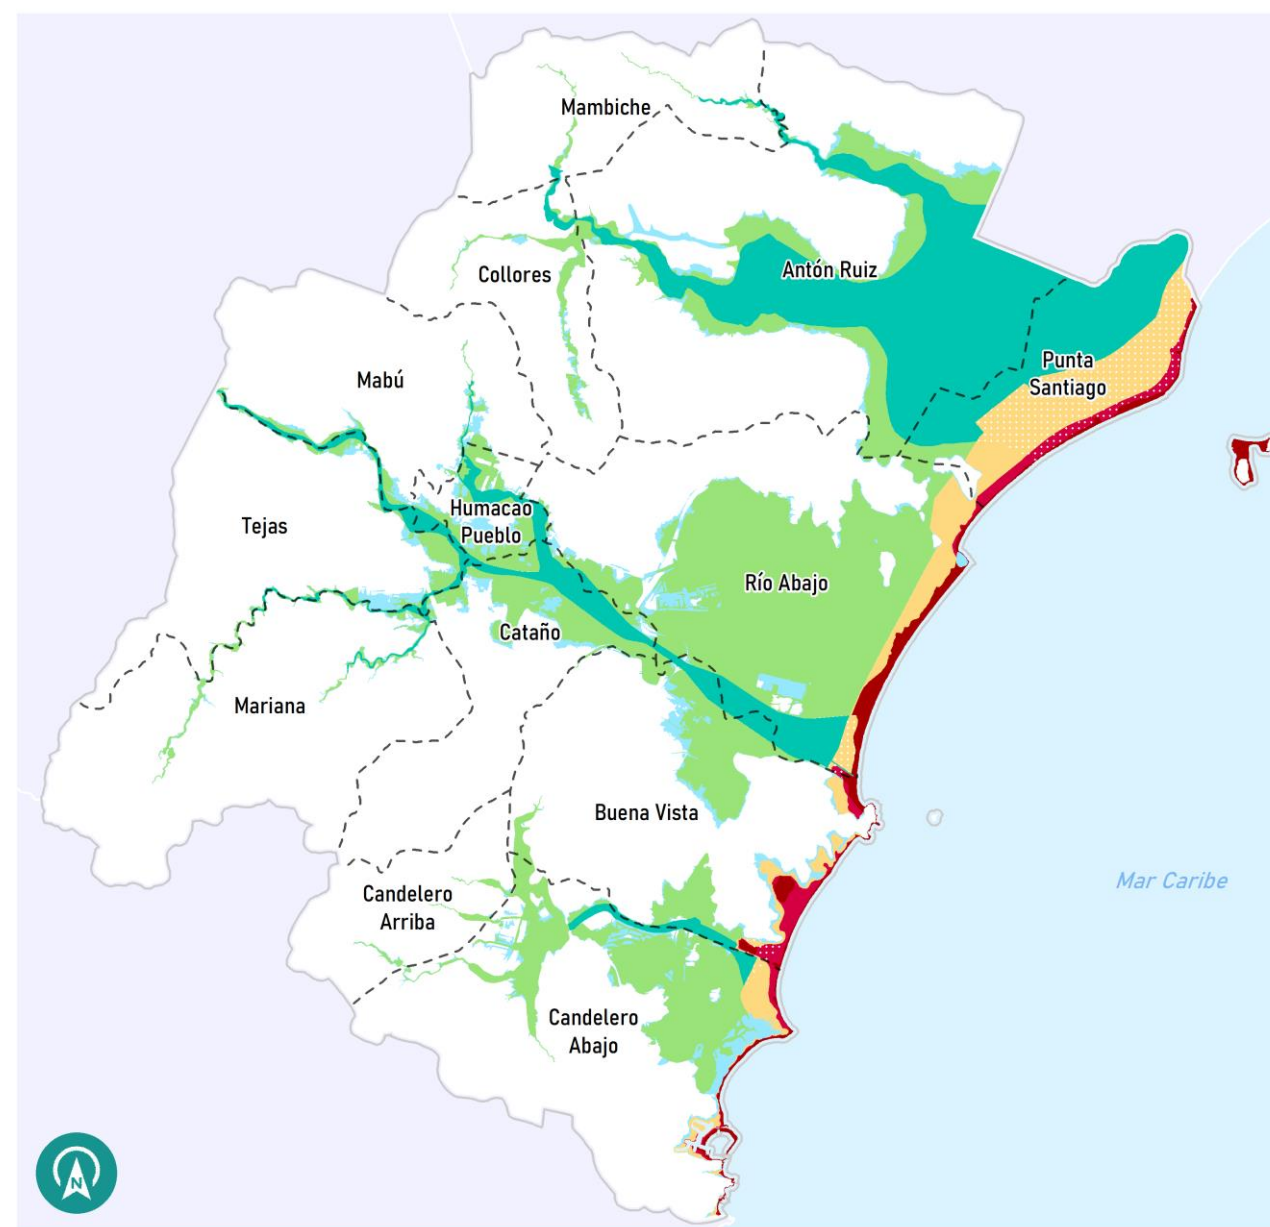 Mambiche
Antón Ruiz
Collores
Punta
Santiago
Mabú
Humacao
Pueblo
Tejas
Río Abajo
Cataño
Mariana
Buena Vista
Mar Caribe
Candelero
Arriba
Candelero
Abajo
N